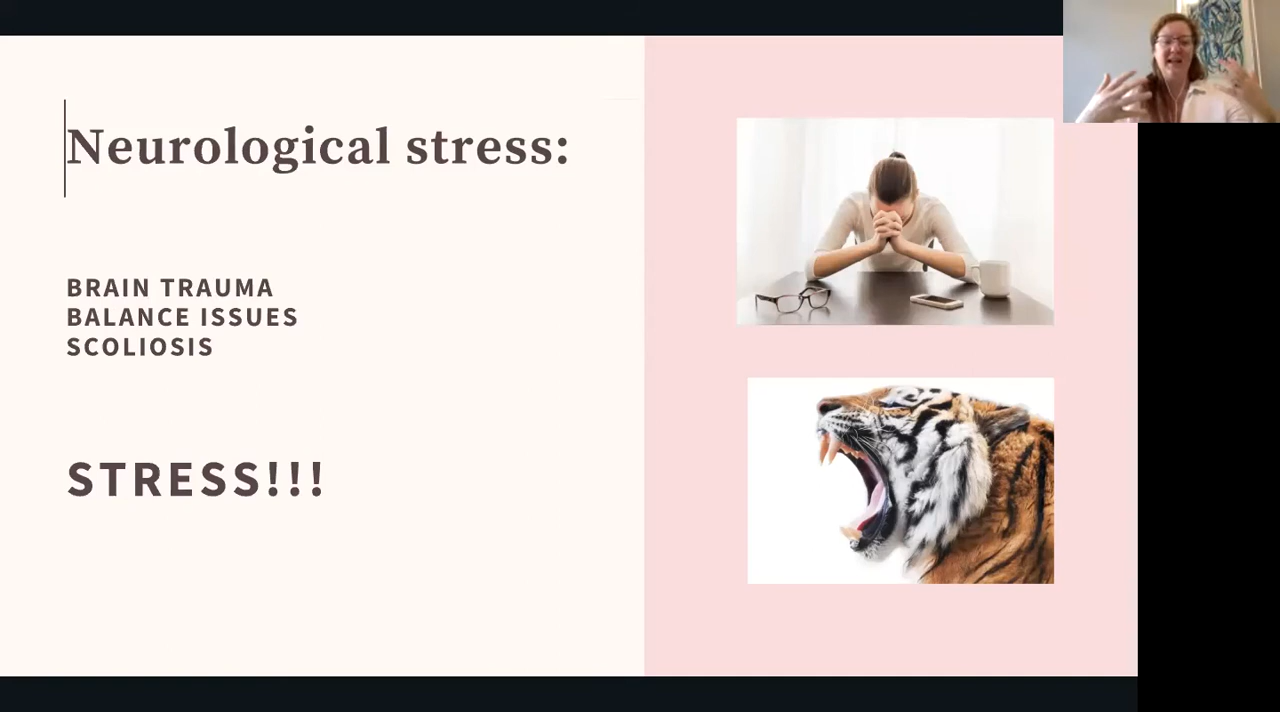 Neurological stress:
BRAIN TRAUMA
BALANCE ISSUES
SCOLIOSIS
STRESS!!!